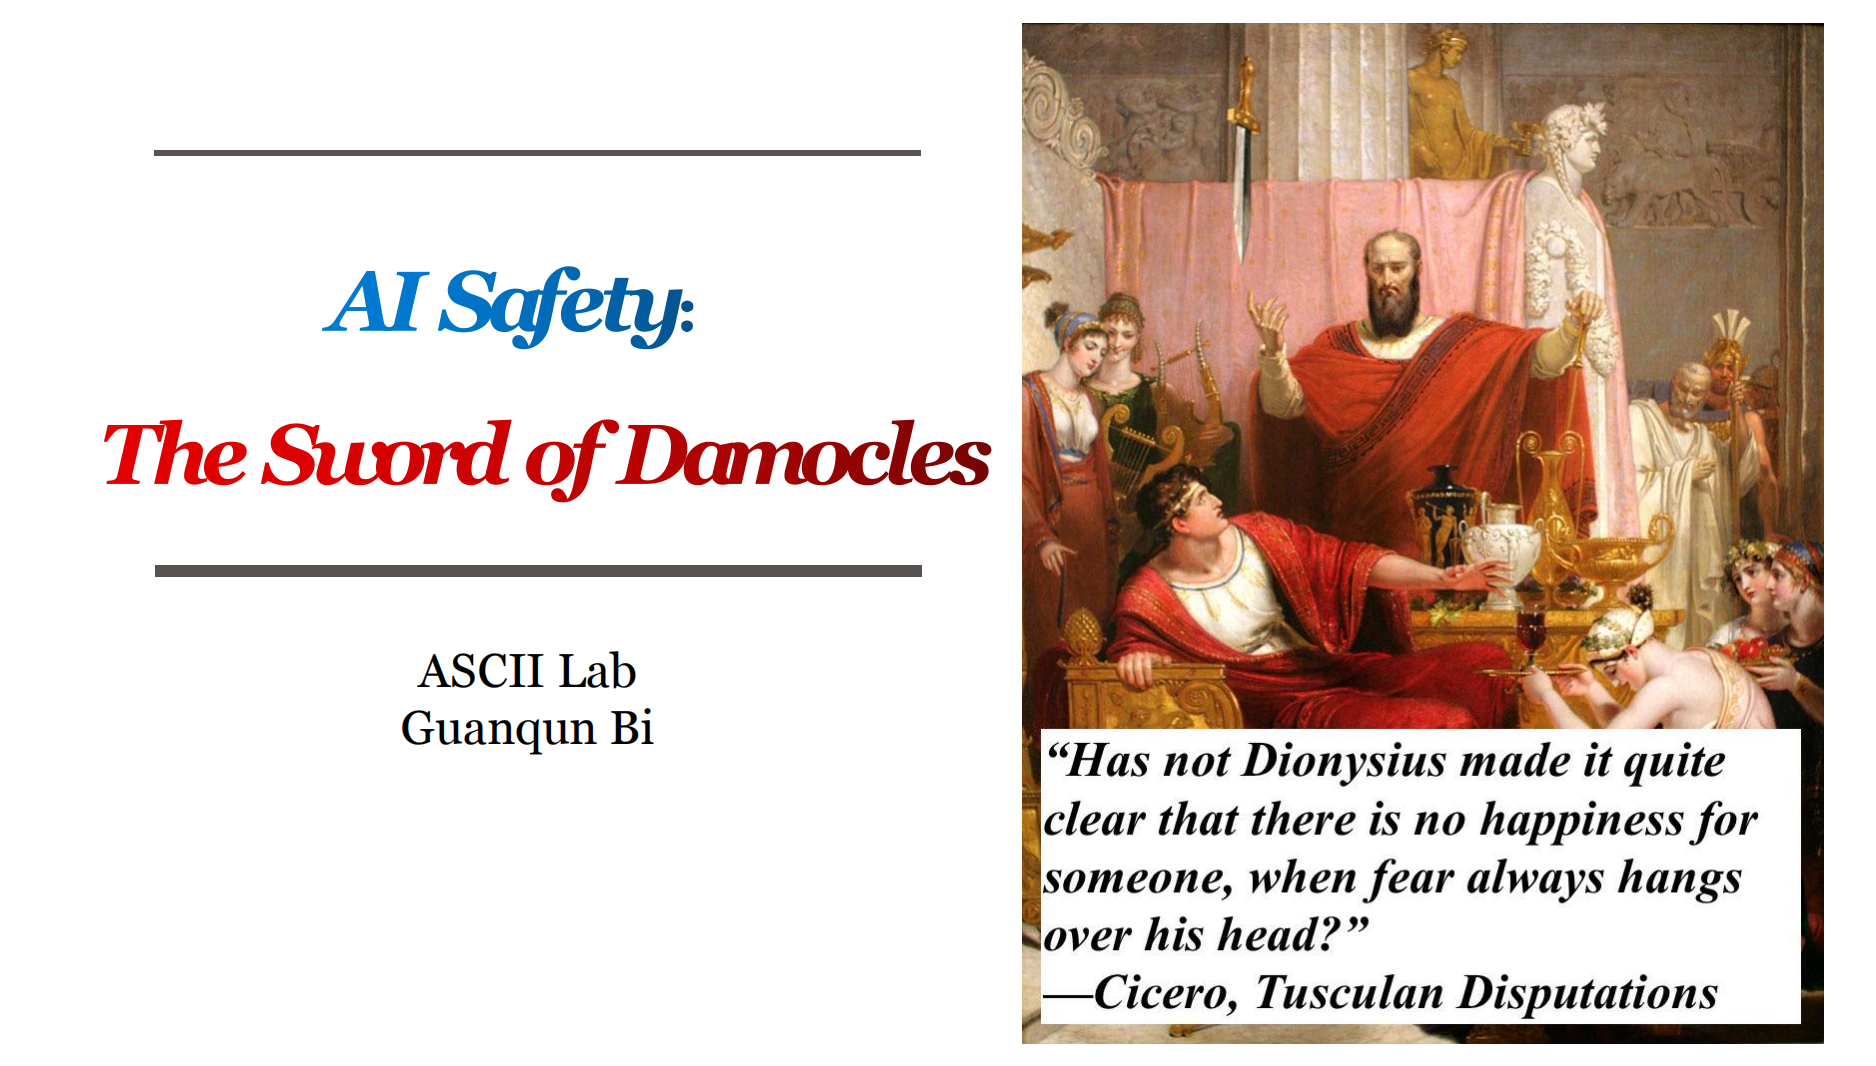 AI Safety:
The Sword of Damocles
ASCII Lab
Guanqun Bi
“Has not Dionysius made it quite
clear that there is no happiness for
someone, when fear always hangs
over his head?”
—Cicero, Tusculan Disputations